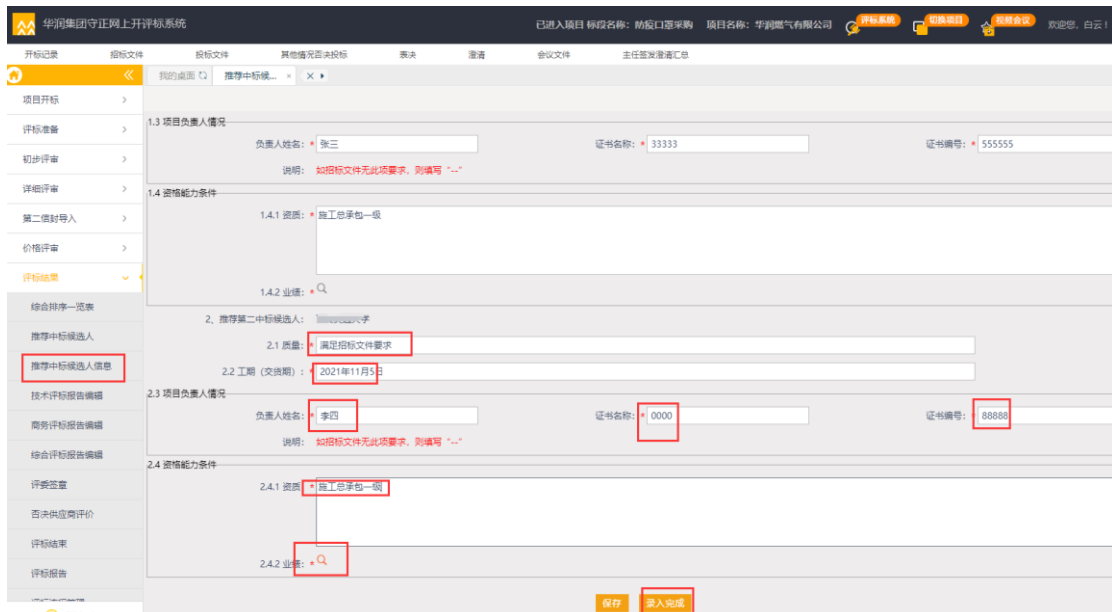 华润集团守正网上开评标系统 已进入项目 标段名称：防疫口罩采购 项目名称：华润燃气有限公司 评标系统 切换项目 视频会议 欢迎您，白云！
开标记录 招标文件 投标文件 其他情况否决投标 表决 澄清 会议文件 主任签发澄清汇总
我的桌面 推荐中标候... × × ▸
项目开标 >
评标准备 >
初步评审 >
详细评审 >
第二信封导入 >
价格评审 >
评标结果
综合排序一览表
推荐中标候选人
推荐中标候选人信息
技术评标报告编辑
商务评标报告编辑
综合评标报告编辑
评委签章
否决供应商评价
评标结束
评标报告
1.3 项目负责人情况
负责人姓名：* 张三 证书名称：* 33333 证书编号：* 555555
说明： 如招标文件无此项要求，则填写 "--"
1.4 资格能力条件
1.4.1 资质：* 施工总承包一级
1.4.2 业绩：*
2、推荐第二中标候选人：
2.1 质量：* 满足招标文件要求
2.2 工期（交货期）：* 2021年11月5日
2.3 项目负责人情况
负责人姓名：* 李四 证书名称：* 0000 证书编号：* 88888
说明： 如招标文件无此项要求，则填写 "--"
2.4 资格能力条件
2.4.1 资质：* 施工总承包一级
2.4.2 业绩：*
保存 录入完成